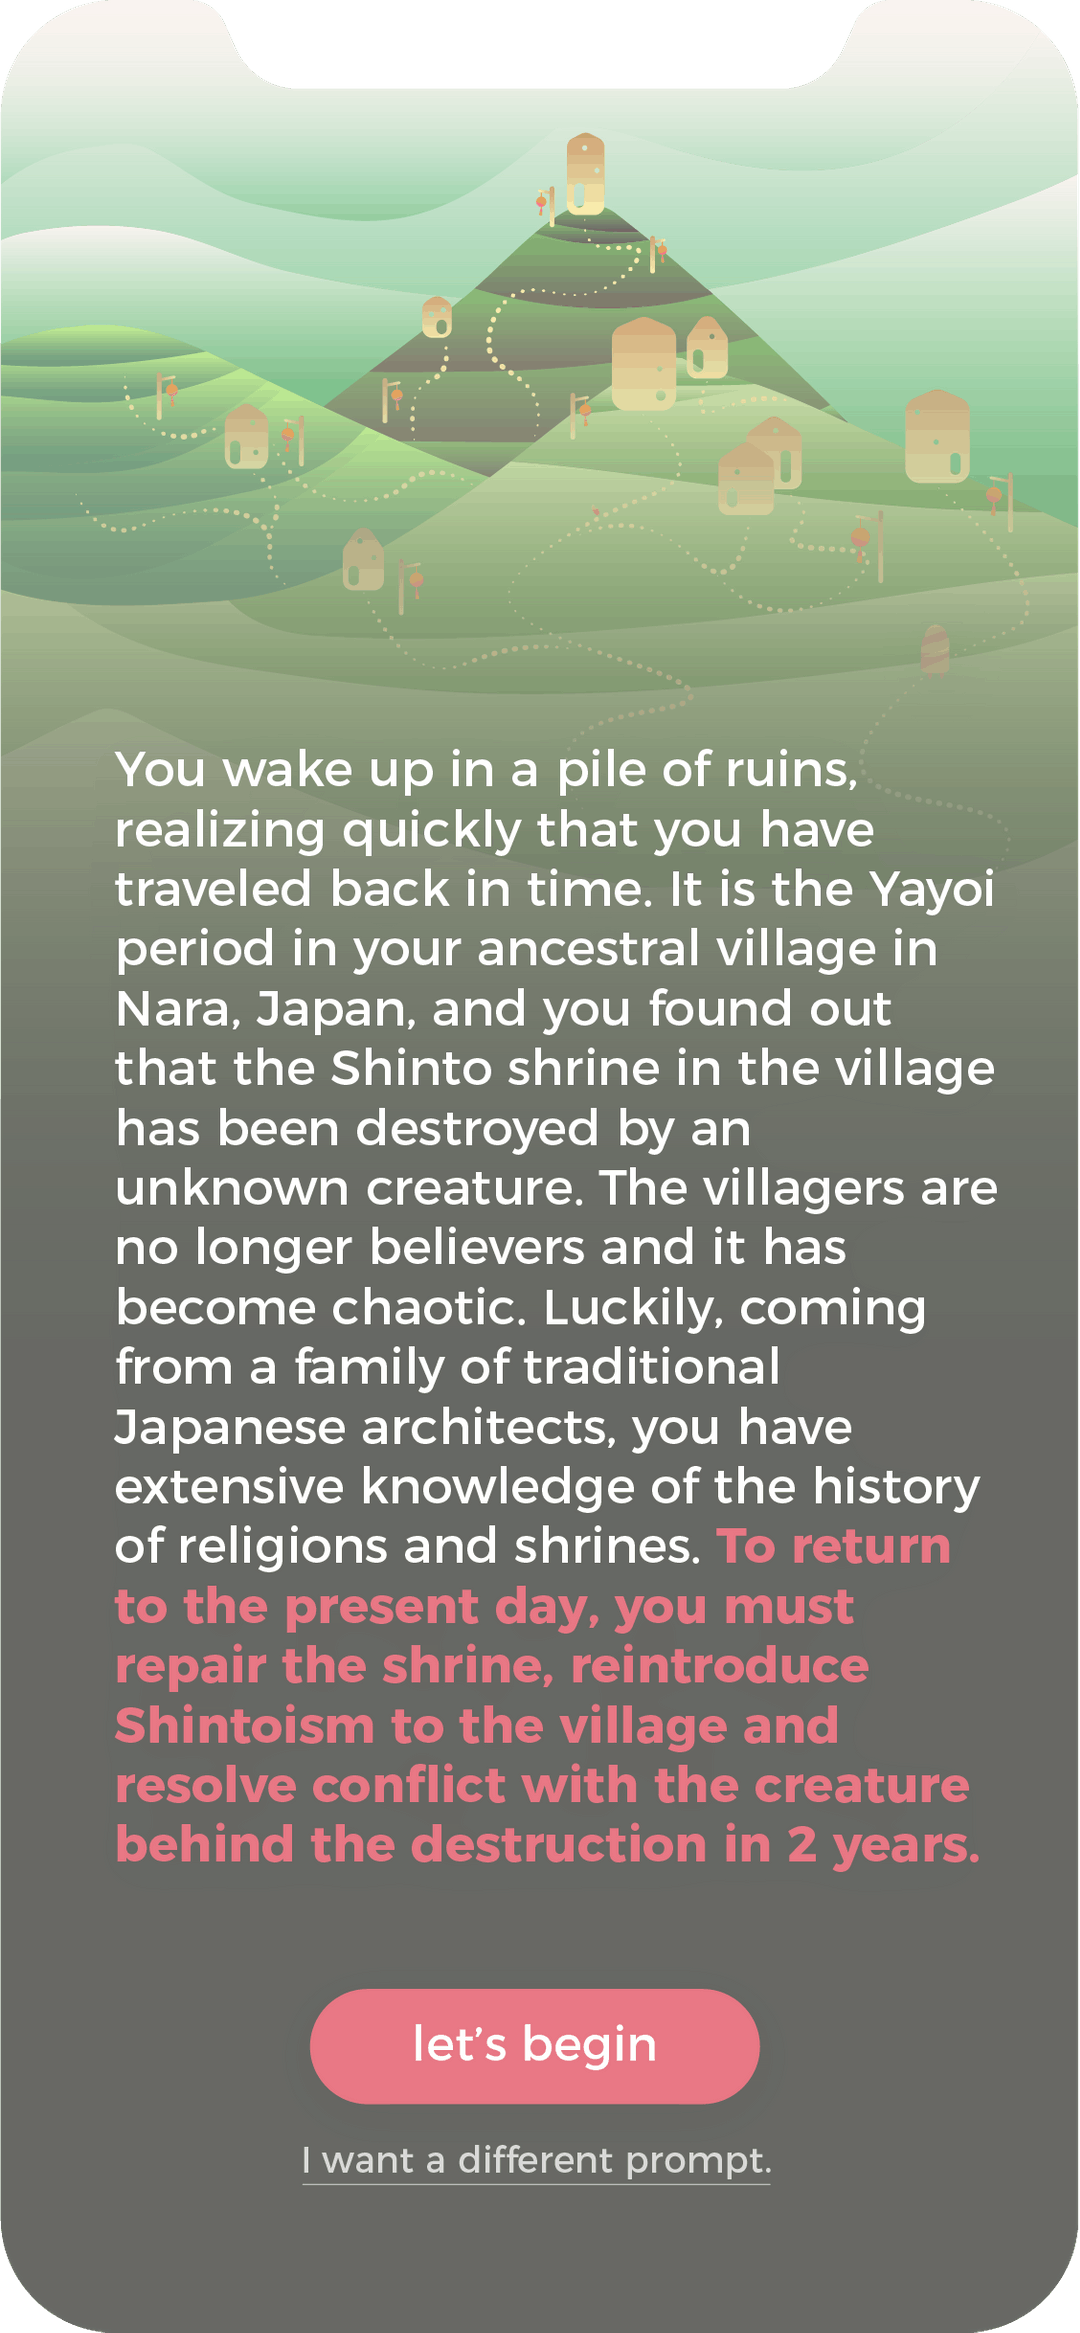 You wake up in a pile of ruins,
realizing quickly that you have
traveled back in time. It is the Yayoi
period in your ancestral village in
Nara, Japan, and you found out
that the Shinto shrine in the village
has been destroyed by an
unknown creature. The villagers are
no longer believers and it has
become chaotic. Luckily, coming
from a family of traditional
Japanese architects, you have
extensive knowledge of the history
of religions and shrines. To return
to the present day, you must
repair the shrine, reintroduce
Shintoism to the village and
resolve conflict with the creature
behind the destruction in 2 years.
let’s begin
I want a different prompt.